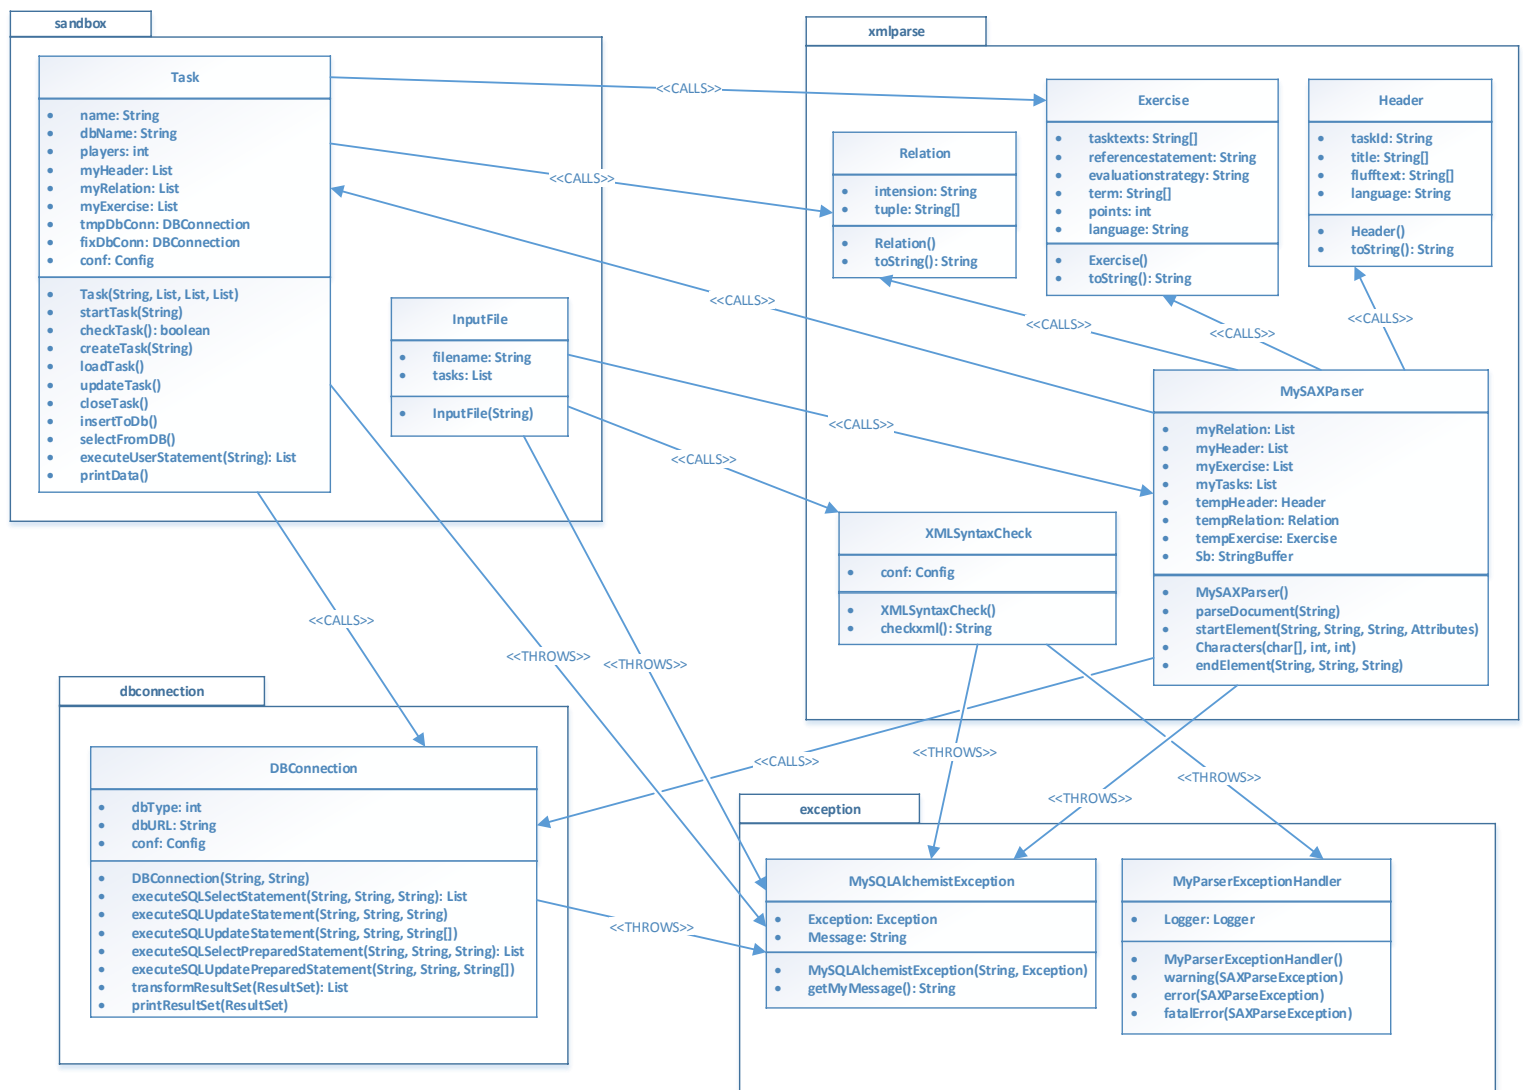 sandbox
Task
name: String
dbName: String
players: int
myHeader: List
myRelation: List
myExercise: List
tmpDbConn: DBConnection
fixDbConn: DBConnection
conf: Config
Task(String, List, List, List)
startTask(String)
checkTask(): boolean
createTask(String)
loadTask()
updateTask()
closeTask()
insertToDb()
selectFromDB()
executeUserStatement(String): List
printData()
InputFile
filename: String
tasks: List
InputFile(String)
xmlparse
Relation
intension: String
tuple: String[]
Relation()
toString(): String
Exercise
tasktexts: String[]
referencestatement: String
evaluationstrategy: String
term: String[]
points: int
language: String
Exercise()
toString(): String
Header
taskId: String
title: String[]
flufftext: String[]
language: String
Header()
toString(): String
MySAXParser
myRelation: List
myHeader: List
myExercise: List
myTasks: List
tempHeader: Header
tempRelation: Relation
tempExercise: Exercise
Sb: StringBuffer
MySAXParser()
parseDocument(String)
startElement(String, String, String, Attributes)
Characters(char[], int, int)
endElement(String, String, String)
XMLSyntaxCheck
conf: Config
XMLSyntaxCheck()
checkxml(): String
<<CALLS>>
<<CALLS>>
<<CALLS>>
<<CALLS>>
<<CALLS>>
<<CALLS>>
<<CALLS>>
<<CALLS>>
<<CALLS>>
<<THROWS>>
<<THROWS>>
<<CALLS>>
<<THROWS>>
<<THROWS>>
<<THROWS>>
<<THROWS>>
dbconnection
DBConnection
dbType: int
dbURL: String
conf: Config
DBConnection(String, String)
executeSQLSelectStatement(String, String, String): List
executeSQLUpdateStatement(String, String, String)
executeSQLUpdateStatement(String, String, String[])
executeSQLSelectPreparedStatement(String, String, String): List
executeSQLUpdatePreparedStatement(String, String, String[])
transformResultSet(ResultSet): List
printResultSet(ResultSet)
exception
MySQLAlchemistException
Exception: Exception
Message: String
MySQLAlchemistException(String, Exception)
getMyMessage(): String
MyParserExceptionHandler
Logger: Logger
MyParserExceptionHandler()
warning(SAXParseException)
error(SAXParseException)
fatalError(SAXParseException)